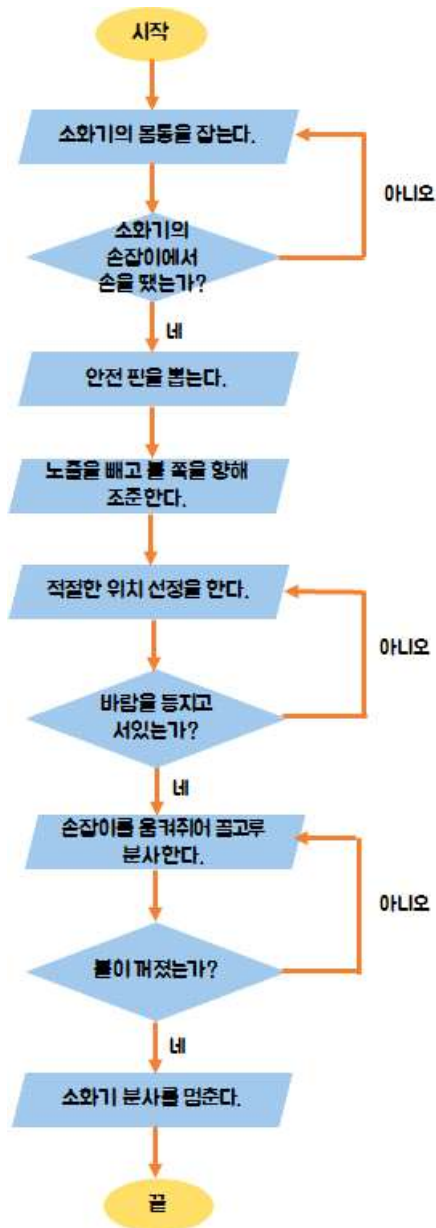 시작
소화기의 몸통을 잡는다.
아니오
소화기의
손잡이에서
손을 뗐는가?
네
안전 핀을 뽑는다.
노즐을 빼고 불 쪽을 향해
조준한다.
적절한 위치 선정을 한다.
아니오
바람을 등지고
서있는가?
네
손잡이를 움켜쥐어 골고루
분사한다.
아니오
불이 꺼졌는가?
네
소화기 분사를 멈춘다.
끝